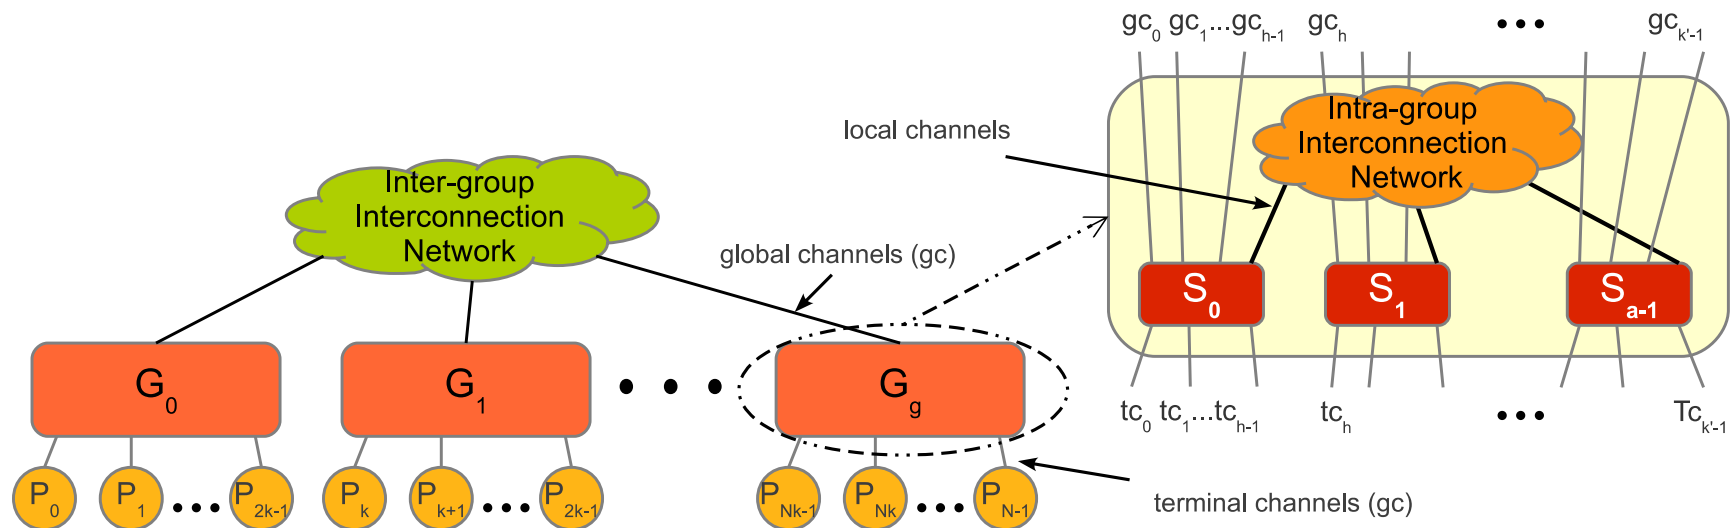 Inter-group
Interconnection
Network
global channels (gc)
G0
G1
Gg
P0 P1 P2k-1
Pk Pk+1 P2k-1
PNk-1 PNk PN-1
terminal channels (gc)
local channels
gc0 gc1...gch-1 gch gck'-1
Intra-group
Interconnection
Network
S0 S1 Sa-1
tc0 tc1...tch-1 tch Tck'-1